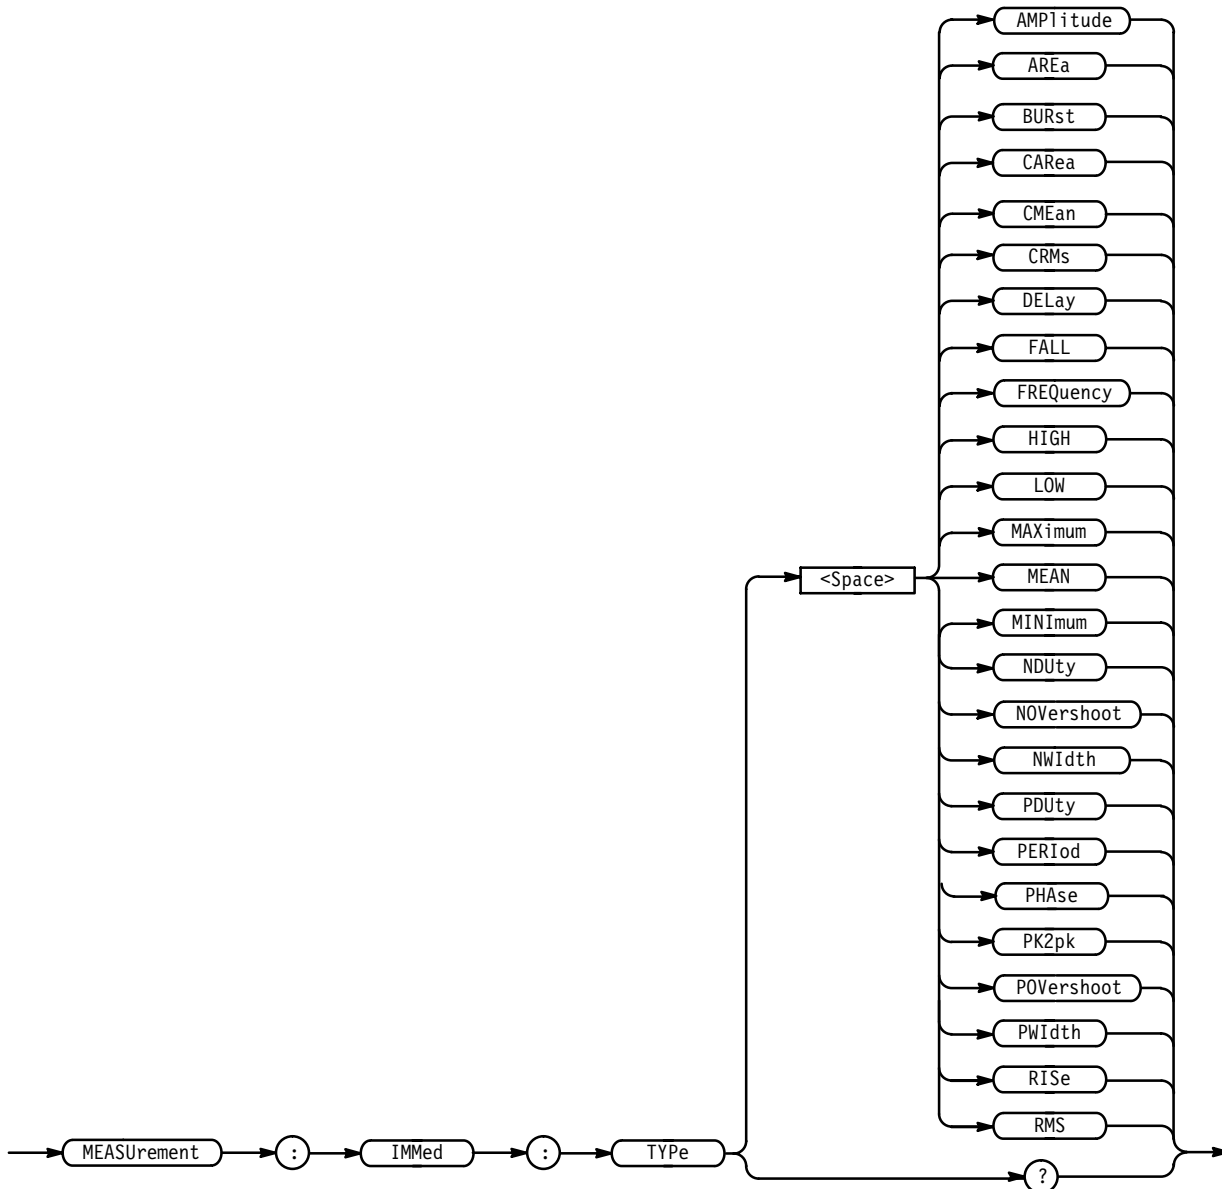 AMPlitude
AREa
BURst
CARea
CMEan
CRMs
DELay
FALL
FREQuency
HIGH
LOW
MAXimum
<Space>
MEAN
MINImum
NDUty
NOVershoot
NWIdth
PDUty
PERIod
PHAse
PK2pk
POVershoot
PWIdth
RISe
RMS
MEASUrement : IMMed : TYPe
?